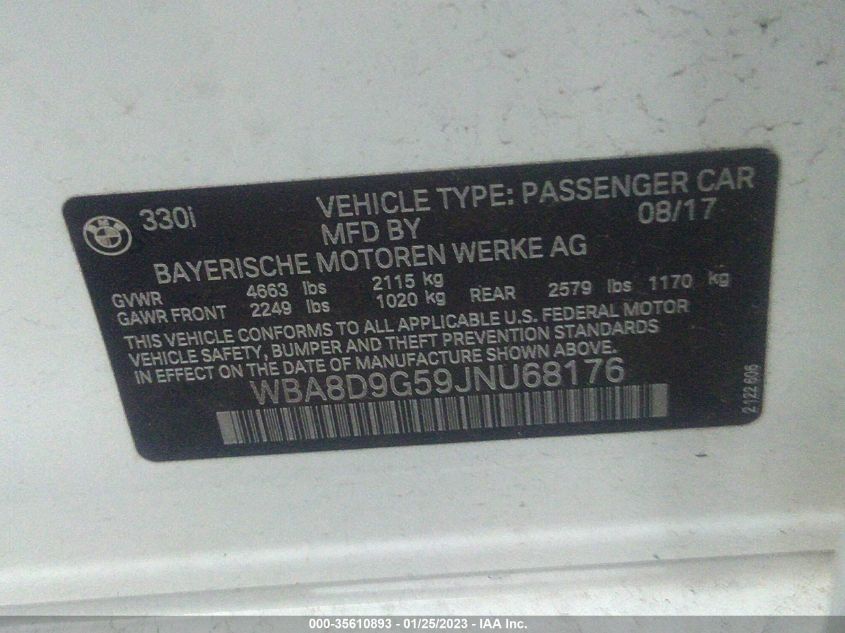 BMW
330i VEHICLE TYPE: PASSENGER CAR
MFD BY 08/17
BAYERISCHE MOTOREN WERKE AG
GVWR 4663 lbs 2115 kg
GAWR FRONT 2249 lbs 1020 kg REAR 2579 lbs 1170 kg
THIS VEHICLE CONFORMS TO ALL APPLICABLE U.S. FEDERAL MOTOR
VEHICLE SAFETY, BUMPER AND THEFT PREVENTION STANDARDS
IN EFFECT ON THE DATE OF MANUFACTURE SHOWN ABOVE.
WBA8D9G59JNU68176
2 122 606
000-35610893 - 01/25/2023 - IAA Inc.